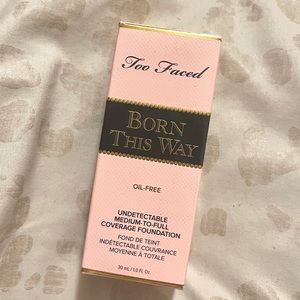 Too Faced
BORN
THIS WAY
OIL-FREE
UNDETECTABLE
MEDIUM-TO-FULL
COVERAGE FOUNDATION
FOND DE TEINT
INDÉTECTABLE COUVRANCE
MOYENNE À TOTALE
30 mL / 1.0 Fl. Oz.